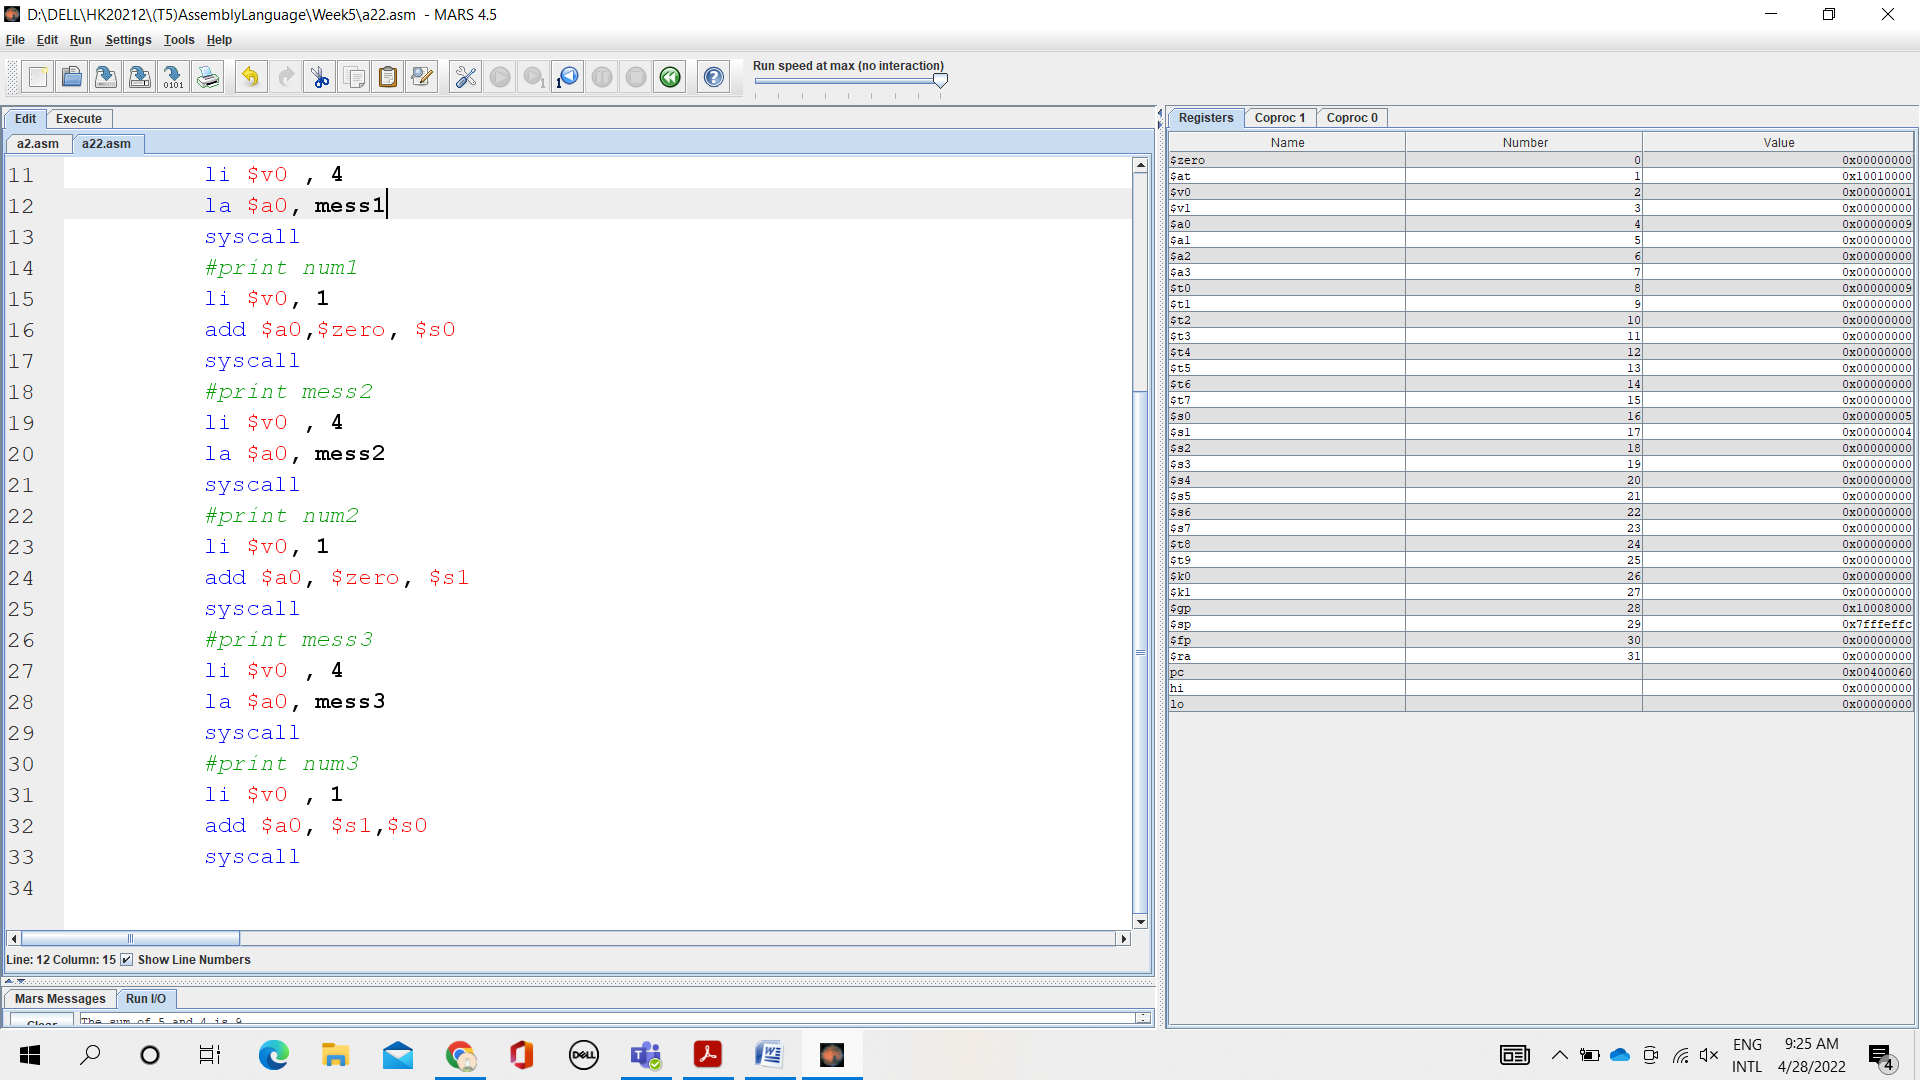 D:\DELL\HK20212\(T5)AssemblyLanguage\Week5\a22.asm - MARS 4.5
File Edit Run Settings Tools Help
Run speed at max (no interaction)
Edit Execute
a2.asm a22.asm
11 li $v0 , 4
12 la $a0, mess1
13 syscall
14 #print num1
15 li $v0, 1
16 add $a0,$zero, $s0
17 syscall
18 #print mess2
19 li $v0 , 4
20 la $a0, mess2
21 syscall
22 #print num2
23 li $v0, 1
24 add $a0, $zero, $s1
25 syscall
26 #print mess3
27 li $v0 , 4
28 la $a0, mess3
29 syscall
30 #print num3
31 li $v0 , 1
32 add $a0, $s1,$s0
33 syscall
34
Line: 12 Column: 15 Show Line Numbers
Mars Messages Run I/O
Clear The sum of 5 and 4 is 9
Registers Coproc 1 Coproc 0
Name Number Value
$zero 0 0x00000000
$at 1 0x10010000
$v0 2 0x00000001
$v1 3 0x00000000
$a0 4 0x00000009
$a1 5 0x00000000
$a2 6 0x00000000
$a3 7 0x00000000
$t0 8 0x00000009
$t1 9 0x00000000
$t2 10 0x00000000
$t3 11 0x00000000
$t4 12 0x00000000
$t5 13 0x00000000
$t6 14 0x00000000
$t7 15 0x00000000
$s0 16 0x00000005
$s1 17 0x00000004
$s2 18 0x00000000
$s3 19 0x00000000
$s4 20 0x00000000
$s5 21 0x00000000
$s6 22 0x00000000
$s7 23 0x00000000
$t8 24 0x00000000
$t9 25 0x00000000
$k0 26 0x00000000
$k1 27 0x00000000
$gp 28 0x10008000
$sp 29 0x7fffeffc
$fp 30 0x00000000
$ra 31 0x00000000
pc 0x00400060
hi 0x00000000
lo 0x00000000
DELL
ENG
INTL
9:25 AM
4/28/2022
4